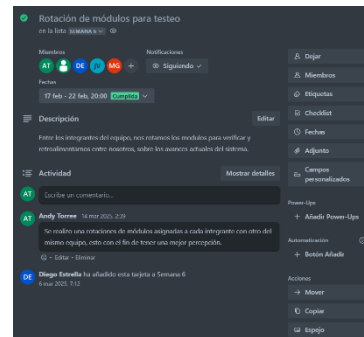 Rotación de módulos para testeo
en la lista SEMANA 6
Miembros
Notificaciones
AT DE JV MG +
Siguiendo
Fechas
17 feb - 22 feb, 20:00 Cumplida
Descripción
Editar
Entre los integrantes del equipo, nos rotamos los modulos para verificar y
retroalimentarnos entre nosotros, sobre los avances actuales del sistema.
Actividad
Mostrar detalles
AT Escribe un comentario...
AT Andy Torree 14 mar 2025, 2:39
Se realizo una rotaciones de módulos asignadas a cada integrante con otro del
mismo equipo, esto con el fin de tener una mejor percepción.
• Editar • Eliminar
DE Diego Estrella ha añadido esta tarjeta a Semana 6
6 mar 2025, 7:12
Dejar
Miembros
Etiquetas
Checklist
Fechas
Adjunto
Campos
personalizados
Power-Ups
+ Añadir Power-Ups
Automatización
+ Botón Añadir
Acciones
→ Mover
Copiar
Espejo